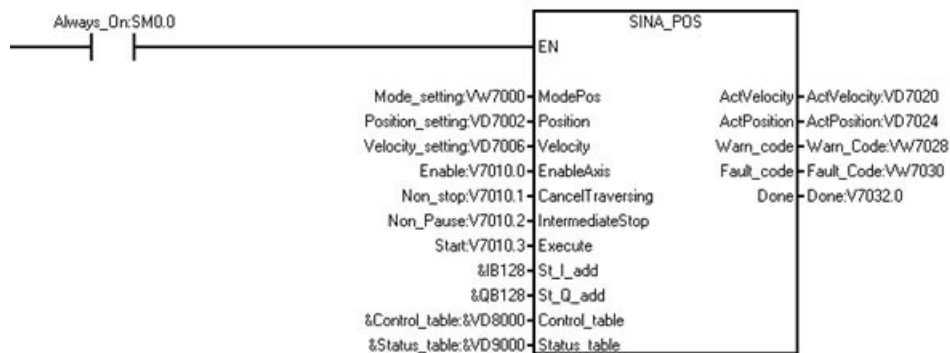 Always_On:SM0.0
SINA_POS
EN
Mode_setting:VW7000 ModePos ActVelocity ActVelocity:VD7020
Position_setting:VD7002 Position ActPosition ActPosition:VD7024
Velocity_setting:VD7006 Velocity Warn_code Warn_Code:VW7028
Enable:V7010.0 EnableAxis Fault_code Fault_Code:VW7030
Non_stop:V7010.1 CancelTraversing Done Done:V7032.0
Non_Pause:V7010.2 IntermediateStop
Start:V7010.3 Execute
&IB128 St_I_add
&QB128 St_Q_add
&Control_table:&VD8000 Control_table
&Status_table:&VD9000 Status_table